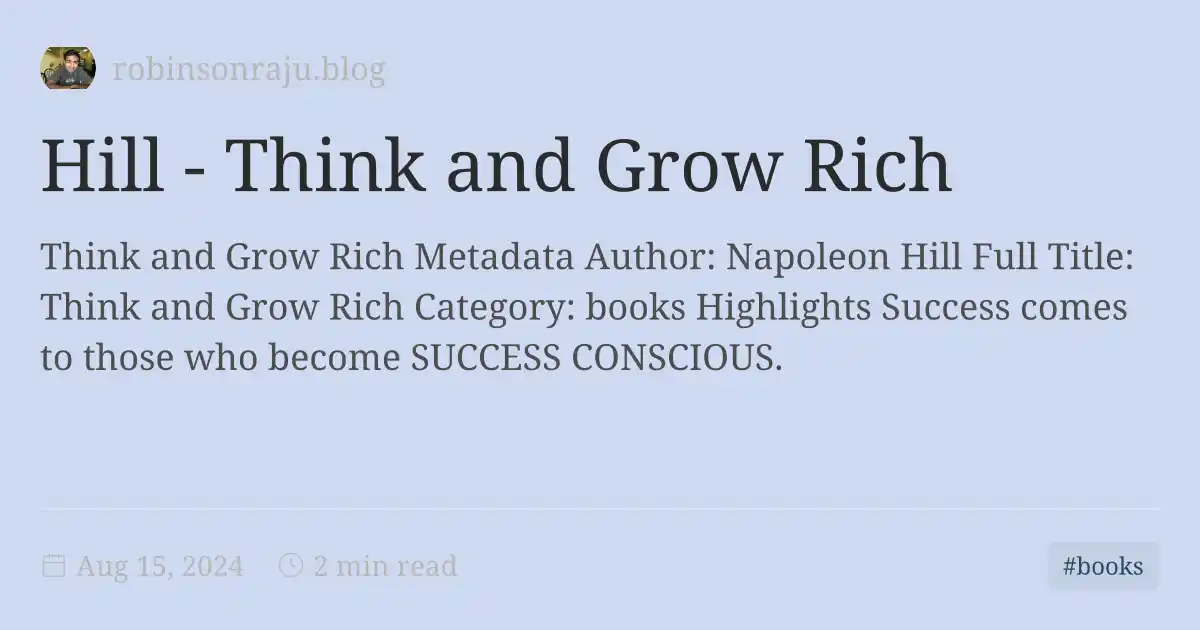 robinsonraju.blog
Hill - Think and Grow Rich
Think and Grow Rich Metadata Author: Napoleon Hill Full Title:
Think and Grow Rich Category: books Highlights Success comes
to those who become SUCCESS CONSCIOUS.
Aug 15, 2024 2 min read #books